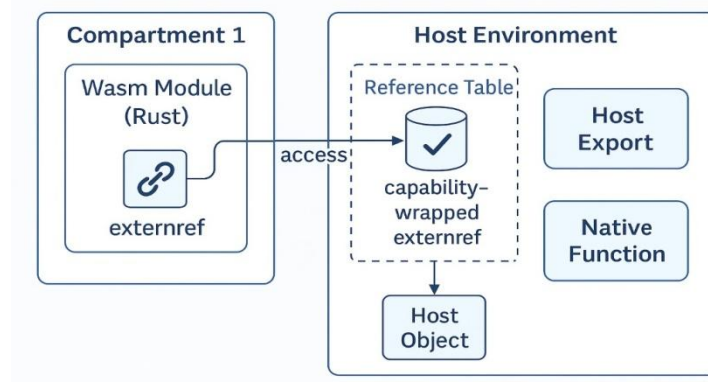 Compartment 1
Wasm Module
(Rust)
externref
access
Host Environment
Reference Table
capability–
wrapped
externref
Host
Object
Host
Export
Native
Function